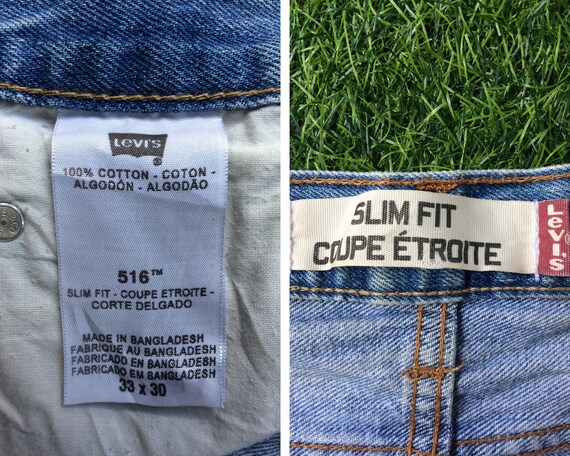 Levi's
100% COTTON - COTON -
ALGODÓN - ALGODÃO
516™
SLIM FIT - COUPE ETROITE -
CORTE DELGADO
MADE IN BANGLADESH
FABRIQUE AU BANGLADESH
FABRICADO EN BANGLADESH
FABRICADO EM BANGLADESH
33 x 30
SLIM FIT
COUPE ÉTROITE
Levi's